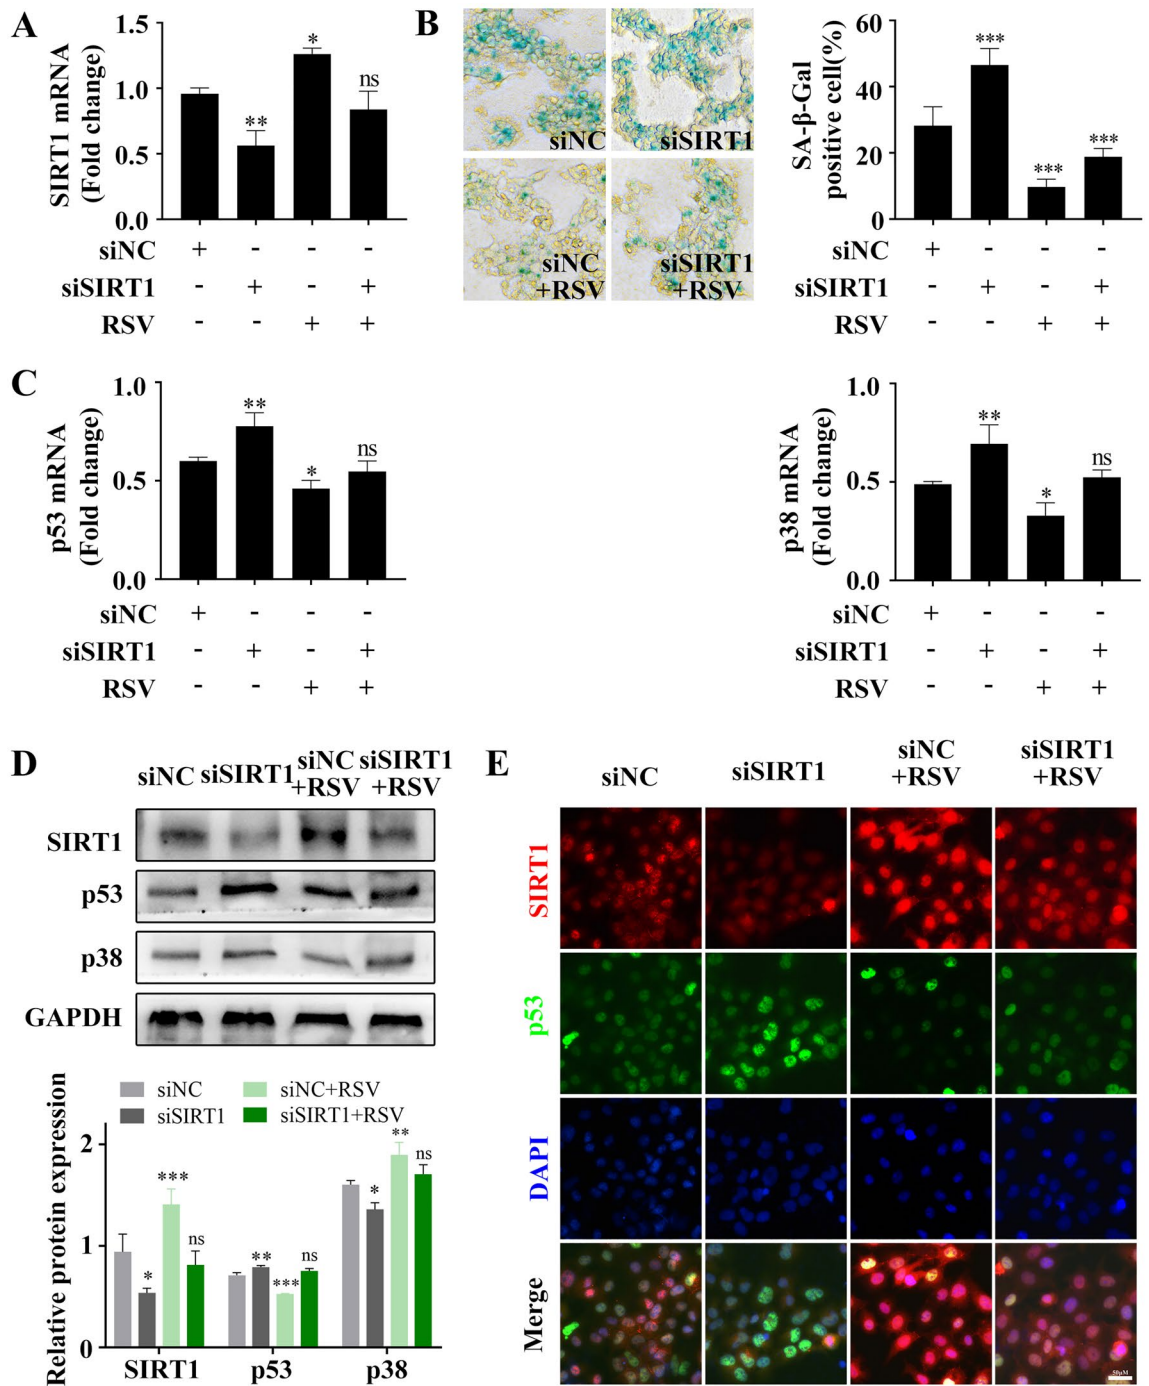 A
SIRT1 mRNA
(Fold change)
1.5
1.0
0.5
0.0
**
*
ns
siNC + - - -
siSIRT1 - + - +
RSV - - + +
B
siNC
siSIRT1
siNC
+RSV
siSIRT1
+RSV
SA-β-Gal
positive cell(%)
60
40
20
0
***
***
***
siNC + - - -
siSIRT1 - + - +
RSV - - + +
C
p53 mRNA
(Fold change)
1.0
0.5
0.0
**
*
ns
siNC + - - -
siSIRT1 - + - +
RSV - - + +
p38 mRNA
(Fold change)
1.0
0.5
0.0
**
*
ns
siNC + - - -
siSIRT1 - + - +
RSV - - + +
D
siNC
siSIRT1
siNC
+RSV
siSIRT1
+RSV
SIRT1
p53
p38
GAPDH
siNC
siSIRT1
siNC+RSV
siSIRT1+RSV
Relative protein expression
2
1
0
*
***
ns
**
***
ns
*
**
ns
SIRT1 p53 p38
E
siNC
siSIRT1
siNC
+RSV
siSIRT1
+RSV
SIRT1
p53
DAPI
Merge
50μM